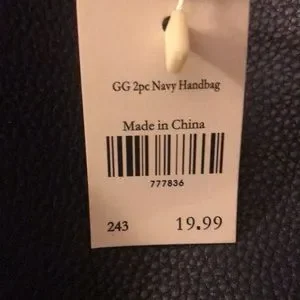 GG 2pc Navy Handbag
Made in China
777836
243 19.99